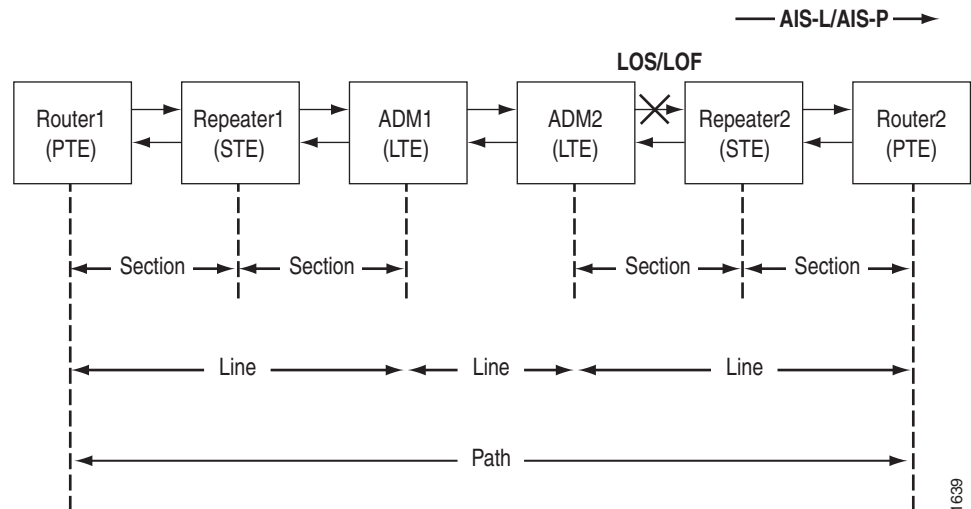 AIS-L/AIS-P
LOS/LOF
Router1
(PTE)
Repeater1
(STE)
ADM1
(LTE)
ADM2
(LTE)
Repeater2
(STE)
Router2
(PTE)
Section
Section
Section
Section
Line
Line
Line
Path
1639